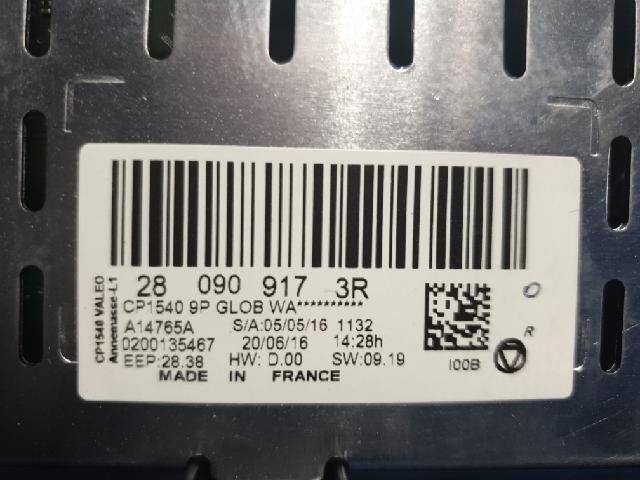 CP1540 VALEO
Annemasse-L1
28 090 917 3R
CP1540 9P GLOB WA**********
A14765A S/A:05/05/16 1132
0200135467 20/06/16 14:28h
EEP:28.38 HW: D.00 SW:09.19
MADE IN FRANCE
I00B
R